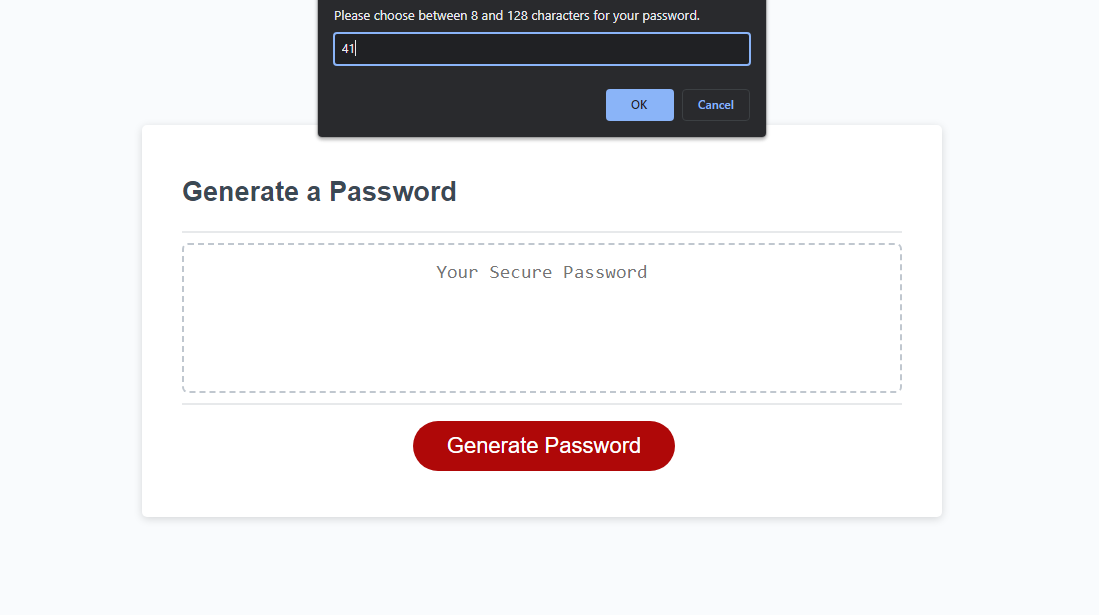 Please choose between 8 and 128 characters for your password.
41
OK Cancel
Generate a Password
Your Secure Password
Generate Password